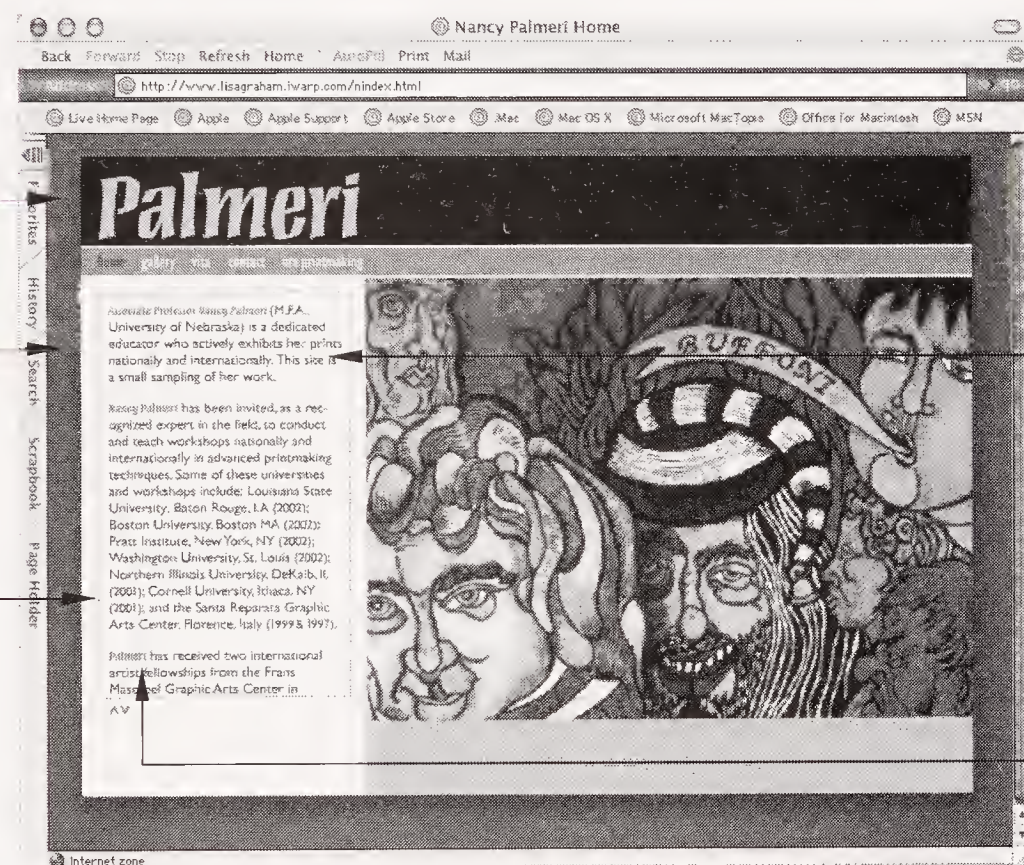 Nancy Palmeri Home
Back Forward Stop Refresh Home AutoFill Print Mail
http://www.lisagraham.iwarp.com/nindex.html
Live Home Page Apple Apple Support Apple Store .Mac Mac OS X Microsoft MacTopia Office for Macintosh MSN
Favorites
History
Search
Scrapbook
Page Holder
Palmeri
home gallery vita contact uta printmaking
Associate Professor Nancy Palmeri (M.F.A.,
University of Nebraska) is a dedicated
educator who actively exhibits her prints
nationally and internationally. This site is
a small sampling of her work.
Nancy Palmeri has been invited, as a rec-
ognized expert in the field, to conduct
and teach workshops nationally and
internationally in advanced printmaking
techniques. Some of these universities
and workshops include: Louisiana State
University, Baton Rouge, LA (2002);
Boston University, Boston MA (2002);
Pratt Institute, New York, NY (2002);
Washington University, St. Louis (2002);
Northern Illinois University, DeKalb, IL
(2001); Cornell University, Ithaca, NY
(2001); and the Santa Reparata Graphic
Arts Center, Florence, Italy (1999 & 1997).
Palmeri has received two international
artist fellowships from the Frans
Masereel Graphic Arts Center in
BUFFONI
Internet zone